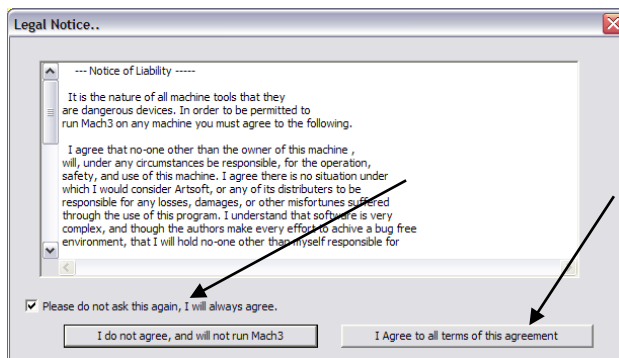 Legal Notice..
--- Notice of Liability -----
It is the nature of all machine tools that they
are dangerous devices. In order to be permitted to
run Mach3 on any machine you must agree to the following.
I agree that no-one other than the owner of this machine ,
will, under any circumstances be responsible, for the operation,
safety, and use of this machine. I agree there is no situation under
which I would consider Artsoft, or any of its distributers to be
responsible for any losses, damages, or other misfortunes suffered
through the use of this program. I understand that software is very
complex, and though the authors make every effort to achive a bug free
environment, that I will hold no-one other than myself responsible for
Please do not ask this again, I will always agree.
I do not agree, and will not run Mach3
I Agree to all terms of this agreement